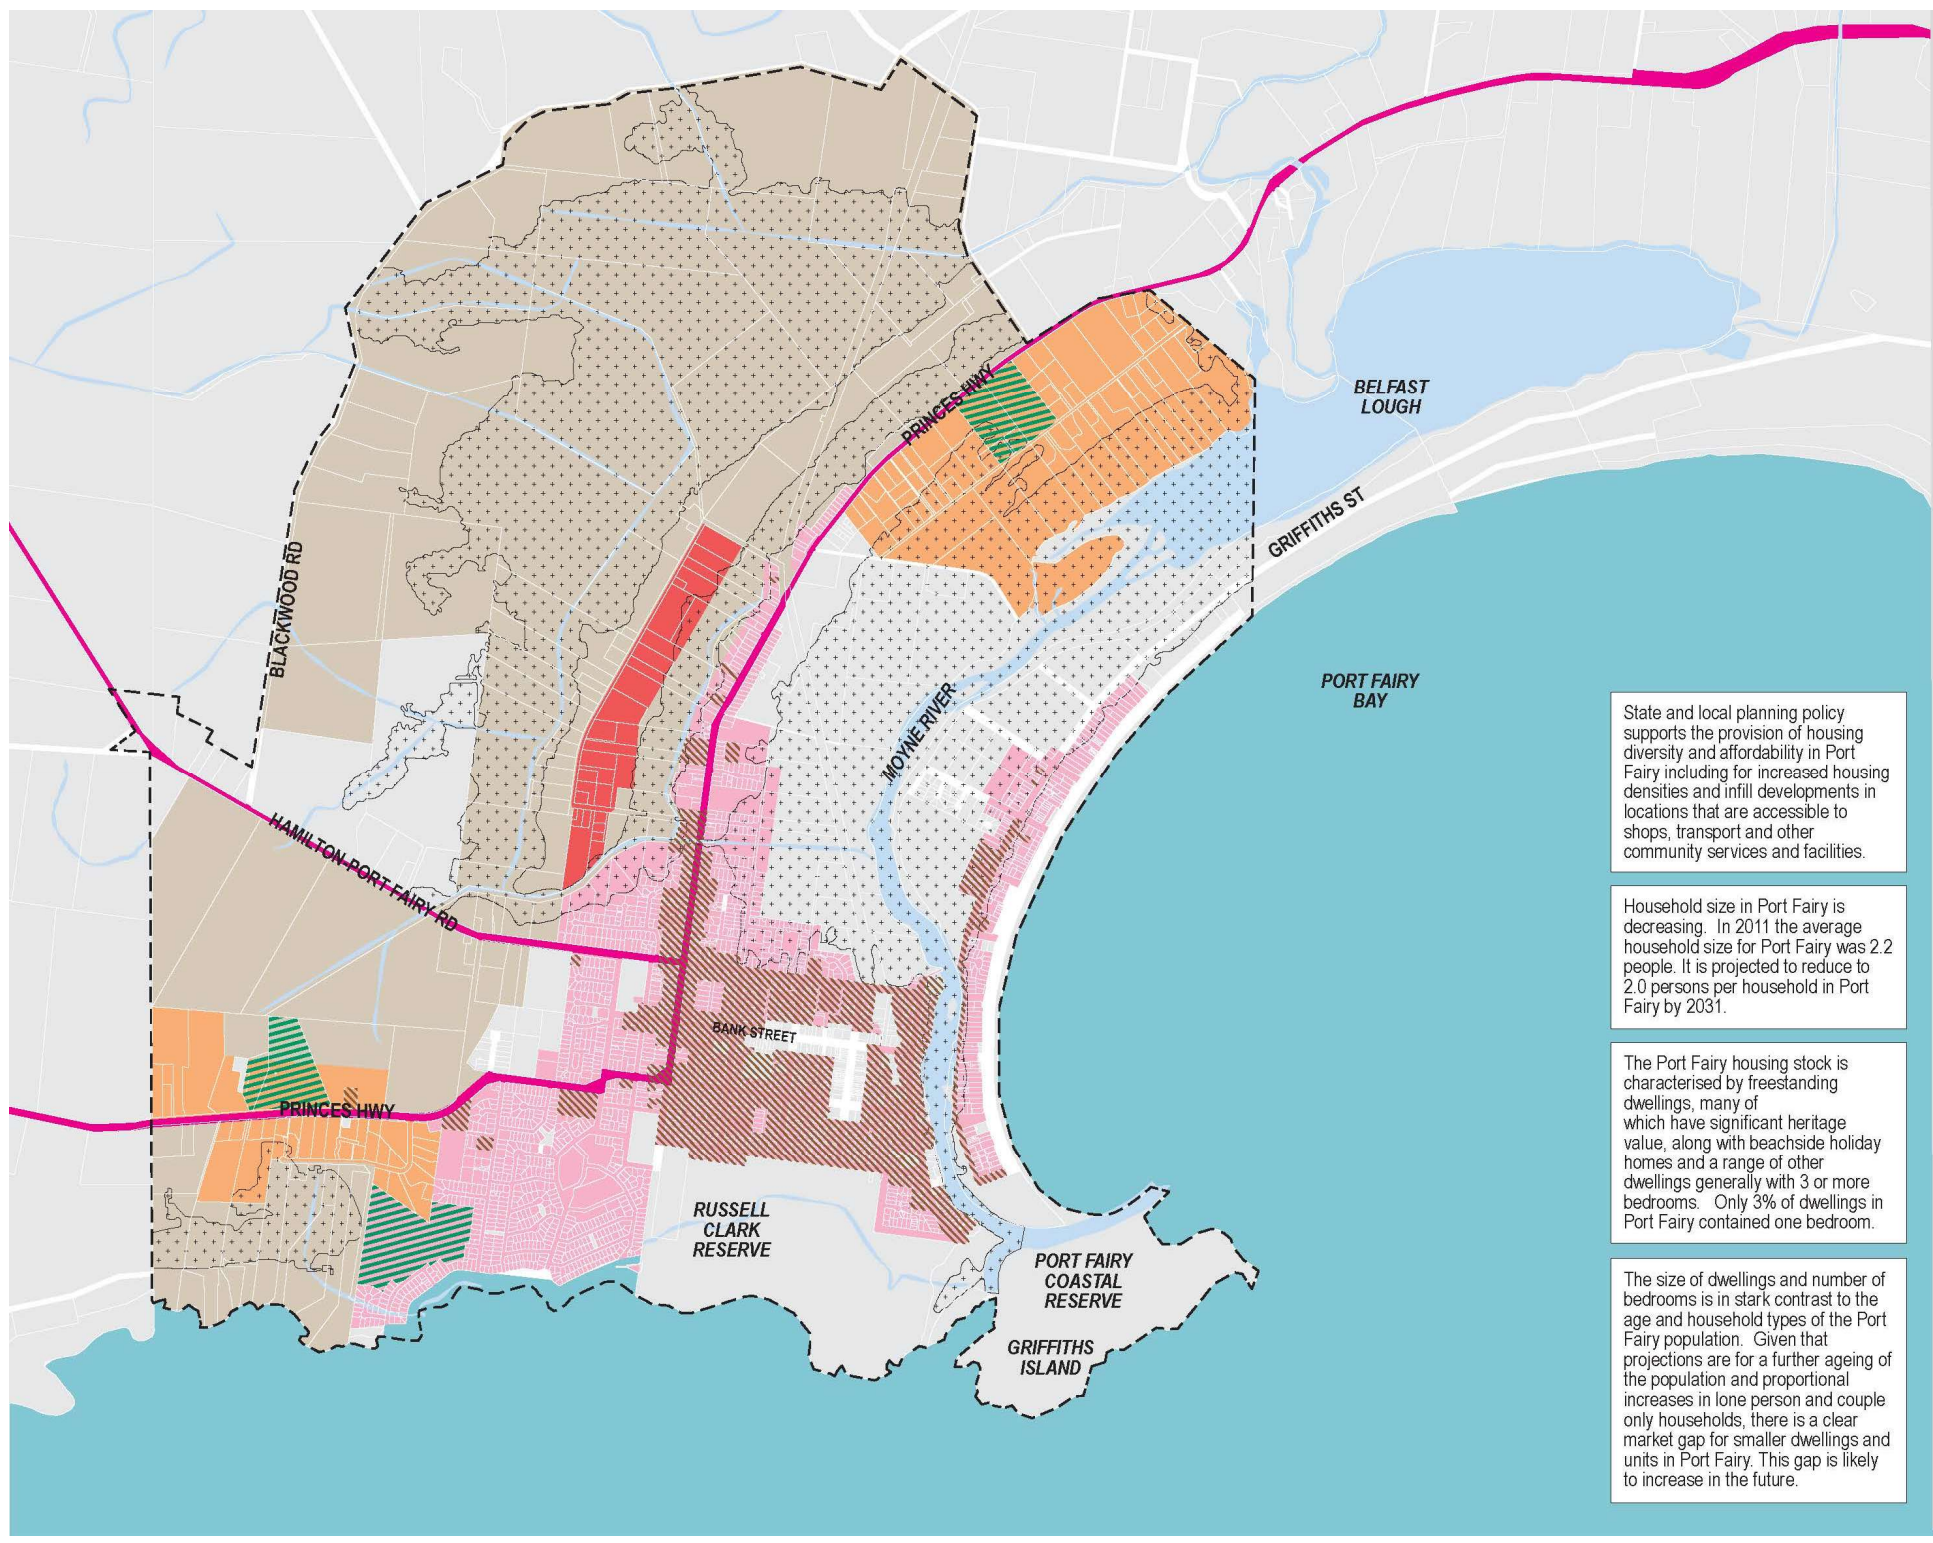 PRINCES HWY
BELFAST
LOUGH
GRIFFITHS ST
BLACKWOOD RD
PORT FAIRY
BAY
MOYNE RIVER
HAMILTON PORT FAIRY RD
BANK STREET
PRINCES HWY
RUSSELL
CLARK
RESERVE
PORT FAIRY
COASTAL
RESERVE
GRIFFITHS
ISLAND
State and local planning policy
supports the provision of housing
diversity and affordability in Port
Fairy including for increased housing
densities and infill developments in
locations that are accessible to
shops, transport and other
community services and facilities.
Household size in Port Fairy is
decreasing. In 2011 the average
household size for Port Fairy was 2.2
people. It is projected to reduce to
2.0 persons per household in Port
Fairy by 2031.
The Port Fairy housing stock is
characterised by freestanding
dwellings, many of
which have significant heritage
value, along with beachside holiday
homes and a range of other
dwellings generally with 3 or more
bedrooms. Only 3% of dwellings in
Port Fairy contained one bedroom.
The size of dwellings and number of
bedrooms is in stark contrast to the
age and household types of the Port
Fairy population. Given that
projections are for a further ageing of
the population and proportional
increases in lone person and couple
only households, there is a clear
market gap for smaller dwellings and
units in Port Fairy. This gap is likely
to increase in the future.